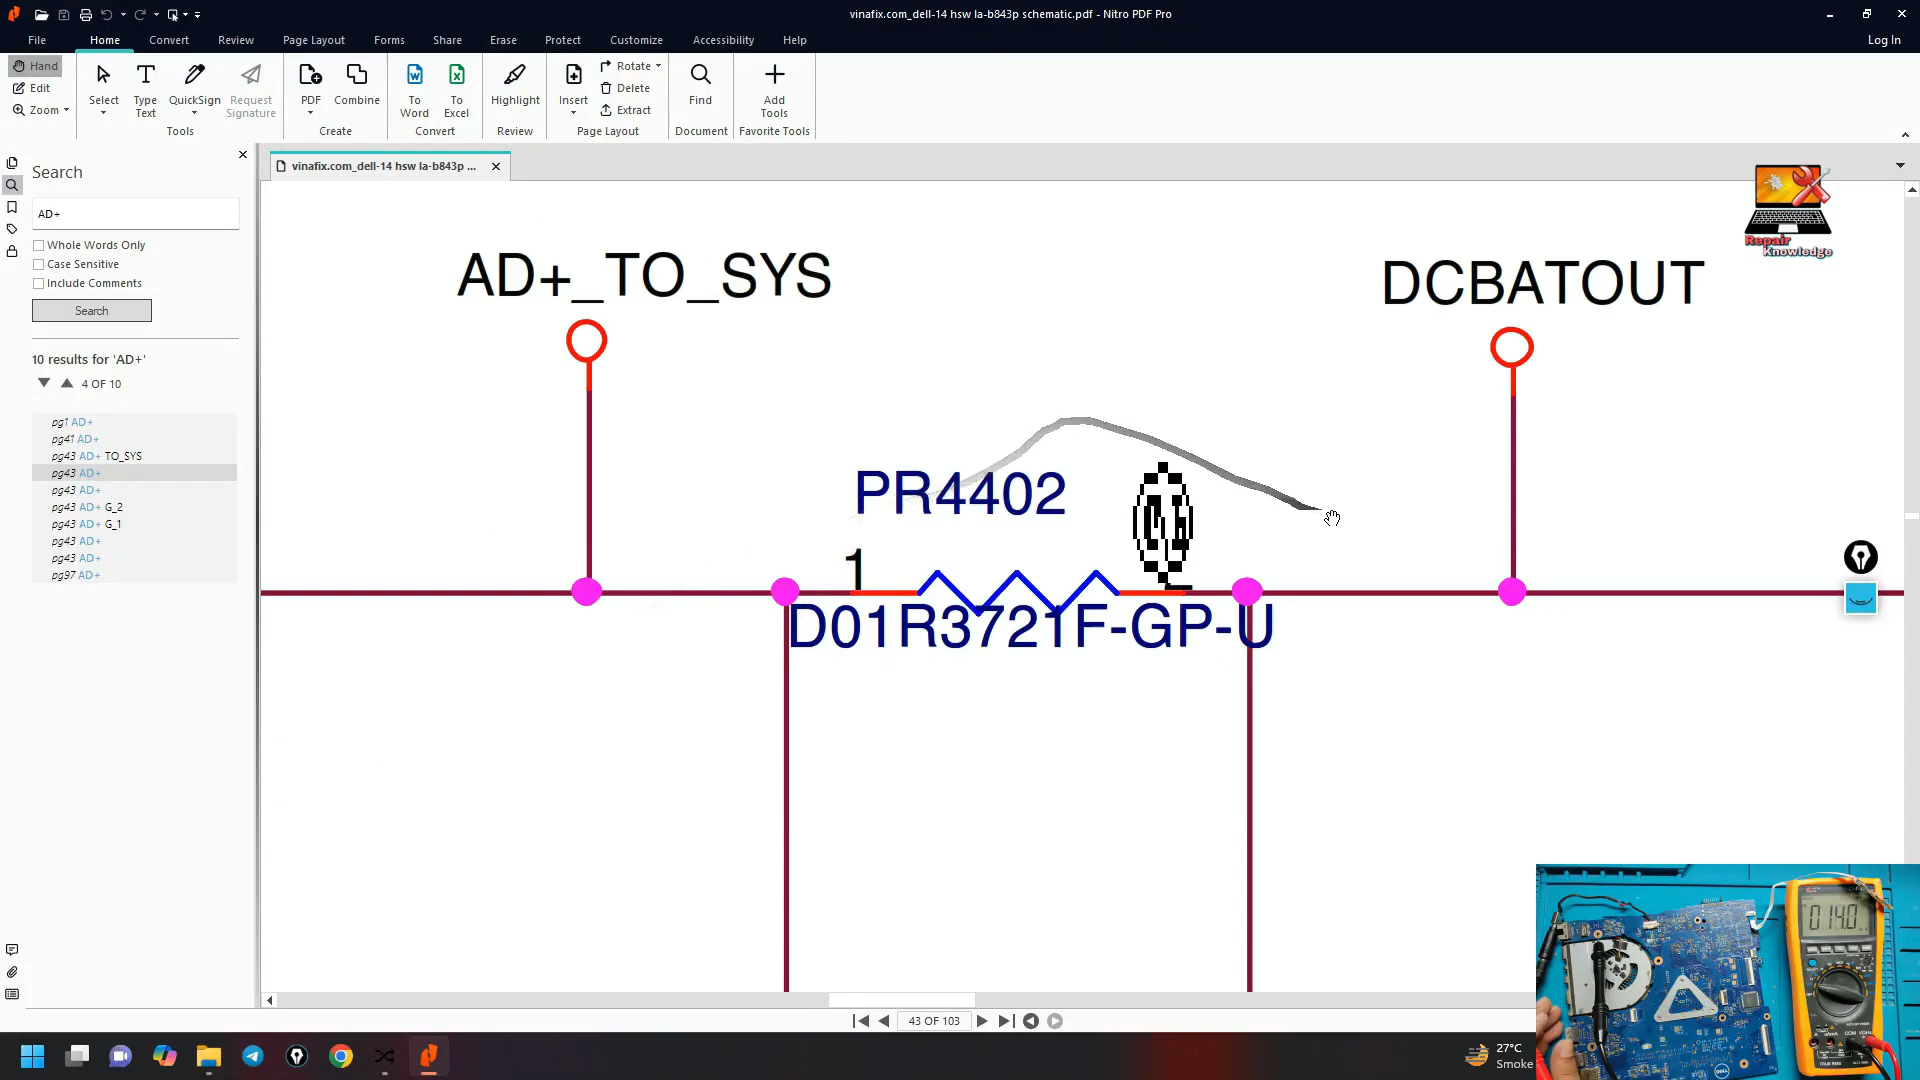 vinafix.com_dell-14 hsw la-b843p schematic.pdf - Nitro PDF Pro
File Home Convert Review Page Layout Forms Share Erase Protect Customize Accessibility Help
Log In
Hand
Edit
Zoom
Select
Type Text
QuickSign
Request Signature
Tools
PDF
Combine
Create
To Word
To Excel
Convert
Highlight
Review
Insert
Rotate
Delete
Extract
Page Layout
Find
Document
Add Tools
Favorite Tools
vinafix.com_dell-14 hsw la-b843p ...
Search
AD+
Whole Words Only
Case Sensitive
Include Comments
Search
10 results for 'AD+'
4 OF 10
pg1 AD+
pg41 AD+
pg43 AD+ TO_SYS
pg43 AD+
pg43 AD+
pg43 AD+ G_2
pg43 AD+ G_1
pg43 AD+
pg43 AD+
pg97 AD+
AD+_TO_SYS
DCBATOUT
PR4402
1
D01R3721F-GP-U
Repair Knowledge
43 OF 103
27°C
Smoke
014.0
DELL